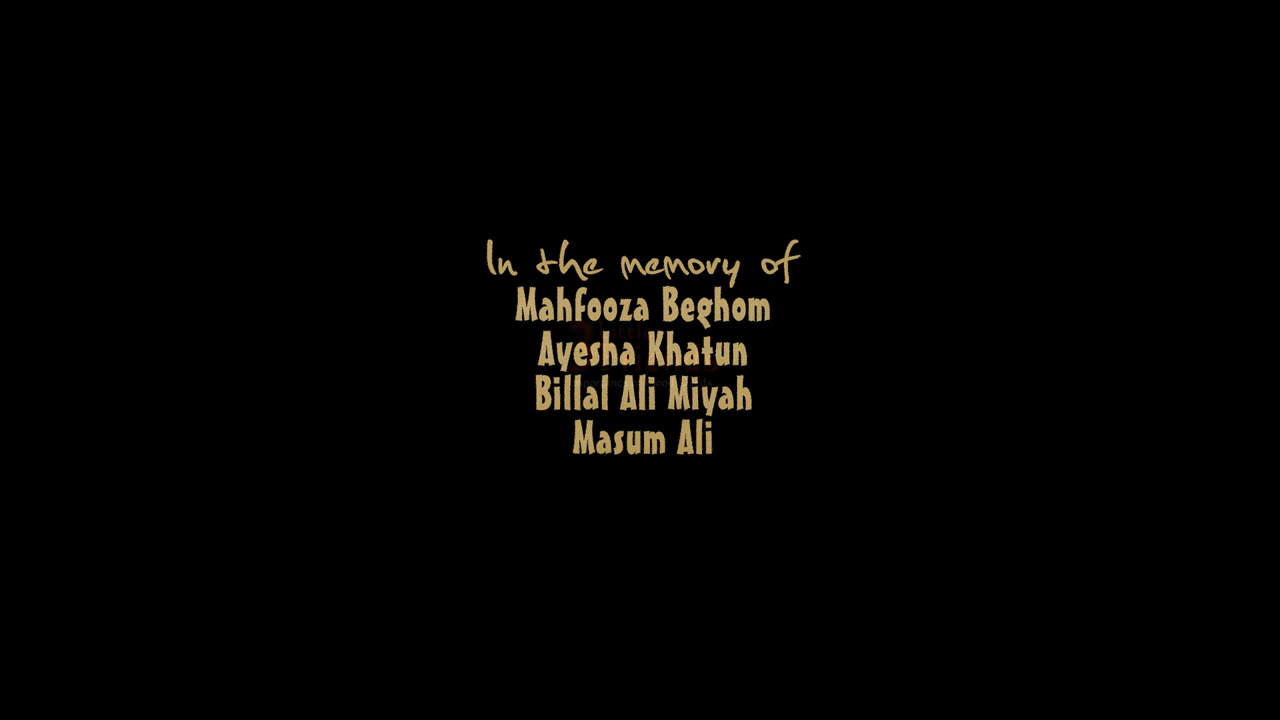 In the memory of
Mahfooza Beghom
Ayesha Khatun
Billal Ali Miyah
Masum Ali